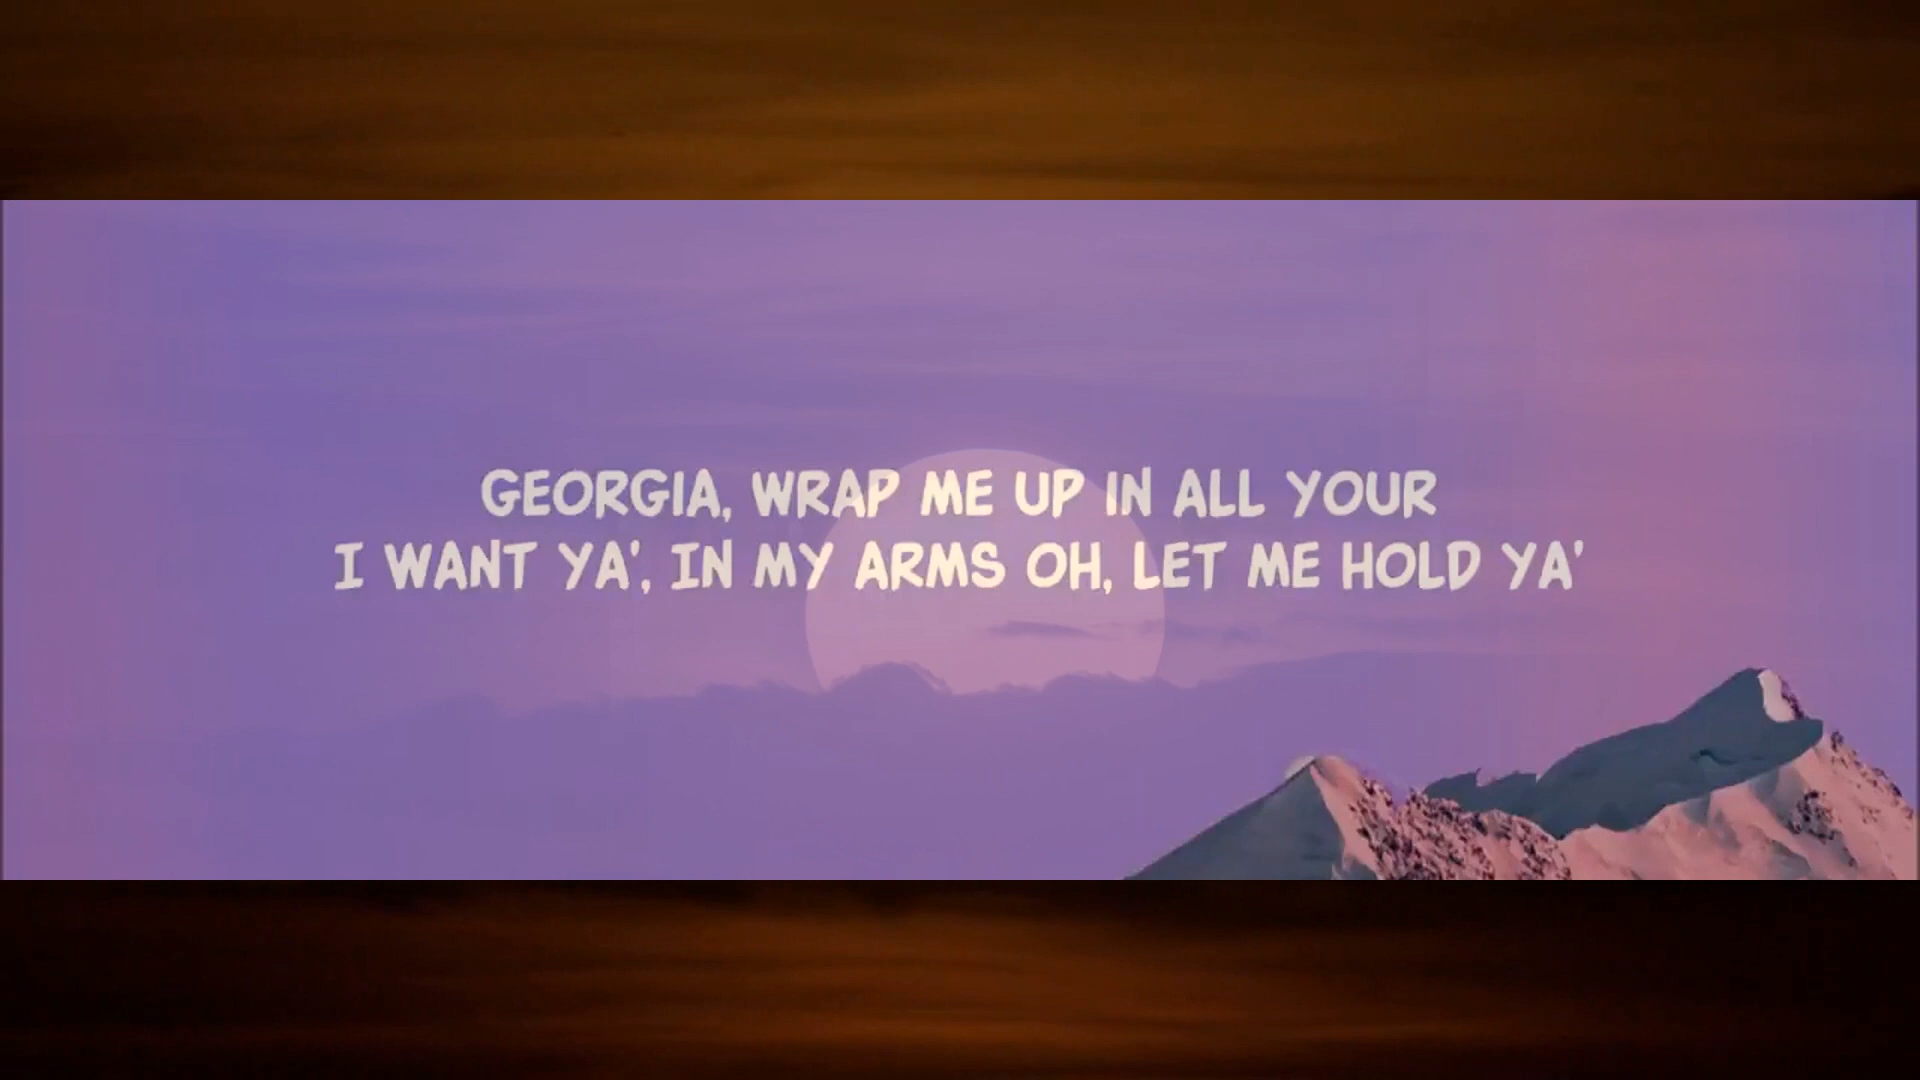 GEORGIA, WRAP ME UP IN ALL YOUR
I WANT YA', IN MY ARMS OH, LET ME HOLD YA'